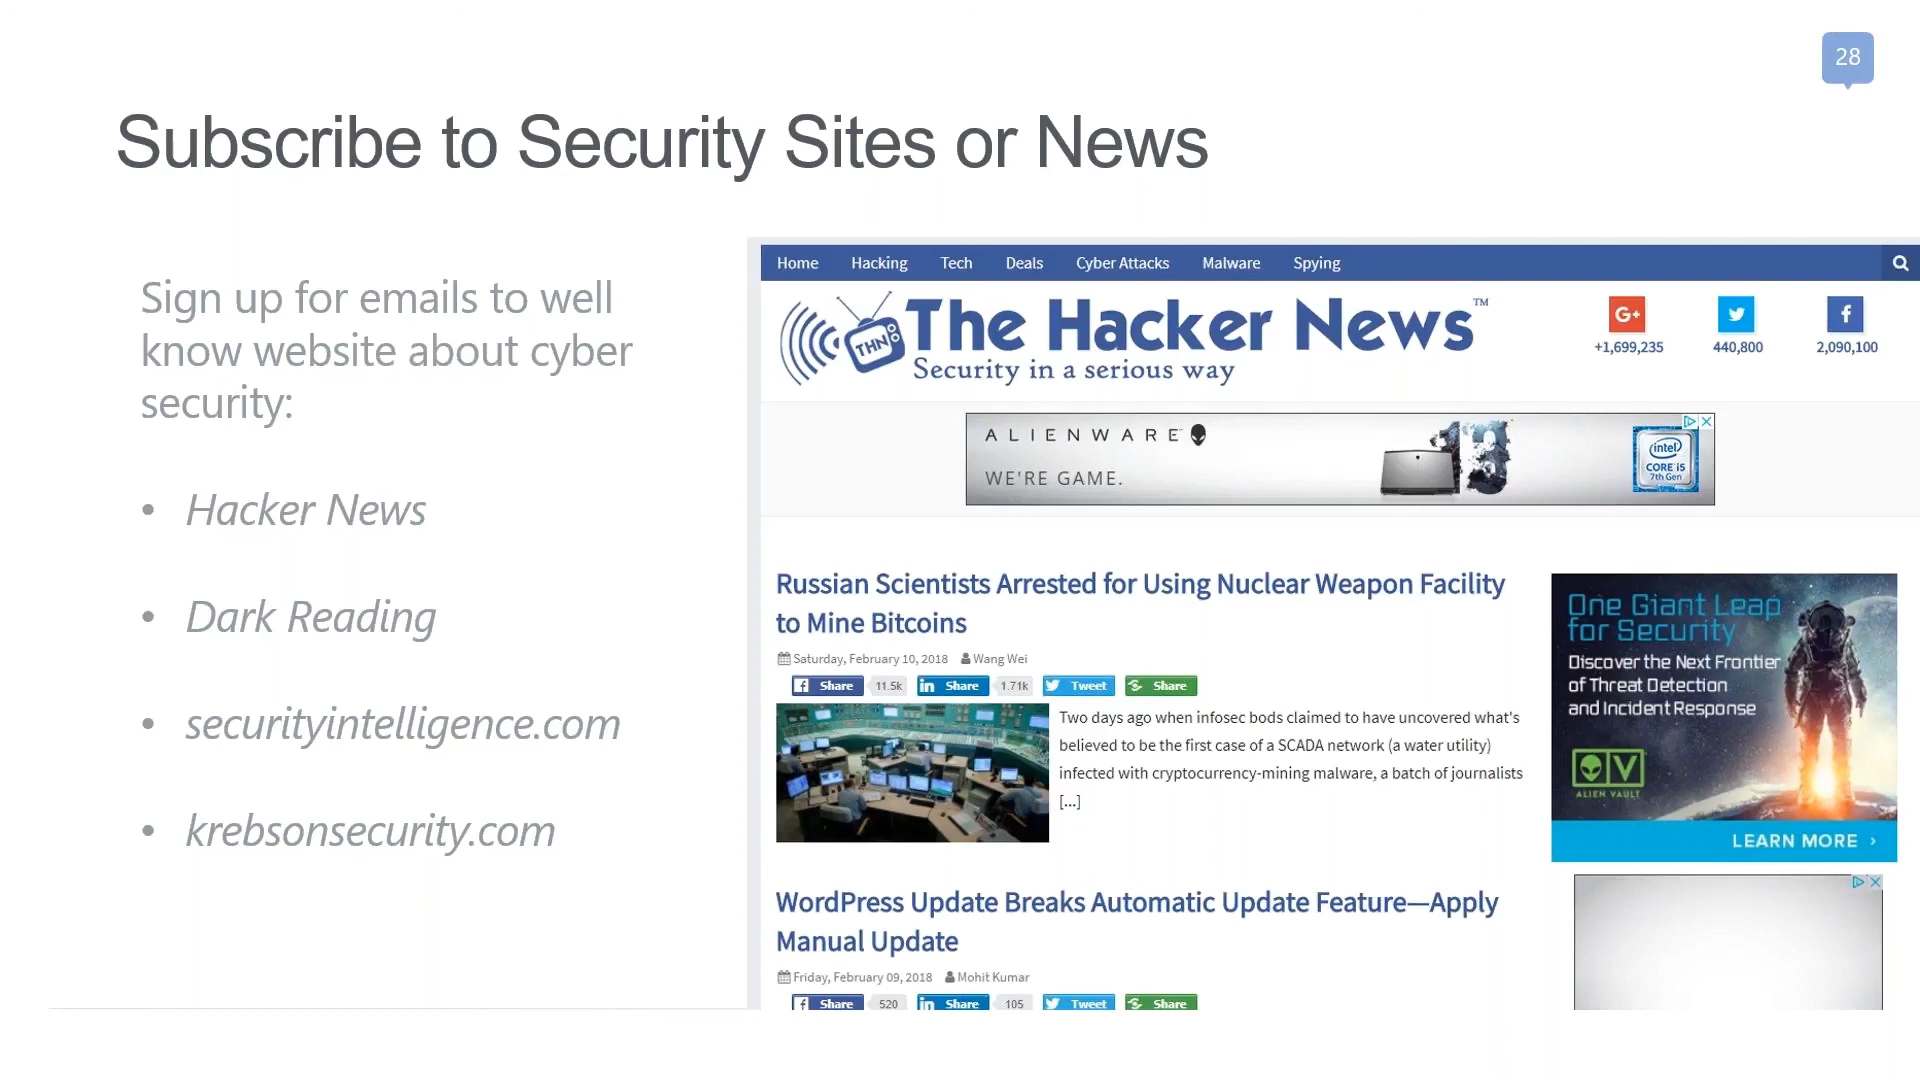 28
Subscribe to Security Sites or News
Sign up for emails to well
know website about cyber
security:
• Hacker News
• Dark Reading
• securityintelligence.com
• krebsonsecurity.com
Home Hacking Tech Deals Cyber Attacks Malware Spying
THN
The Hacker News™
Security in a serious way
G+
+1,699,235 440,800 2,090,100
ALIENWARE
WE'RE GAME.
intel
CORE i5
7th Gen
Russian Scientists Arrested for Using Nuclear Weapon Facility
to Mine Bitcoins
Saturday, February 10, 2018 Wang Wei
Share 11.5k in Share 1.71k Tweet Share
Two days ago when infosec bods claimed to have uncovered what's
believed to be the first case of a SCADA network (a water utility)
infected with cryptocurrency-mining malware, a batch of journalists
[...]
One Giant Leap
for Security
Discover the Next Frontier
of Threat Detection
and Incident Response
ALIEN VAULT
LEARN MORE ›
WordPress Update Breaks Automatic Update Feature—Apply
Manual Update
Friday, February 09, 2018 Mohit Kumar
Share 520 in Share 105 Tweet Share